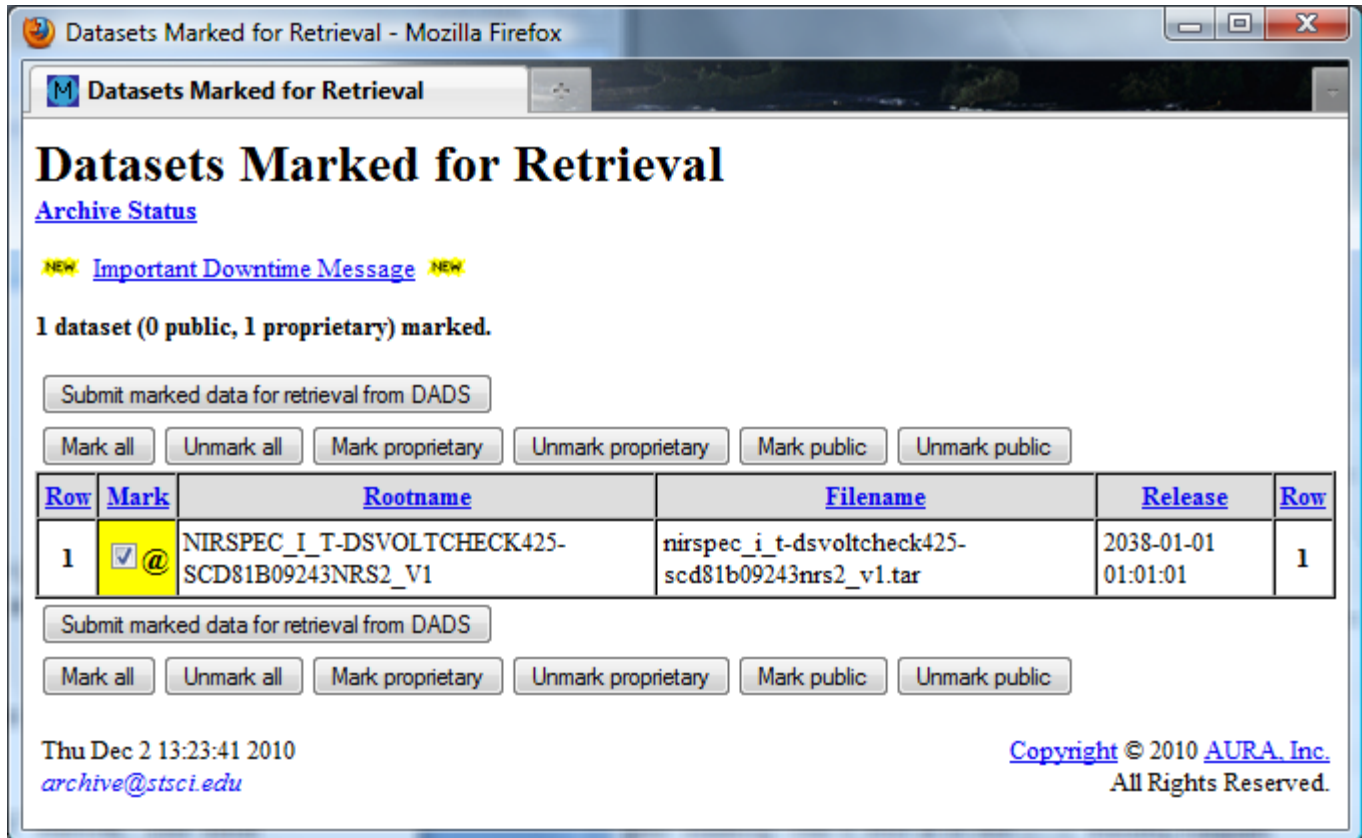 Datasets Marked for Retrieval - Mozilla Firefox
M Datasets Marked for Retrieval
Datasets Marked for Retrieval
Archive Status
NEW Important Downtime Message NEW
1 dataset (0 public, 1 proprietary) marked.
Submit marked data for retrieval from DADS
Mark all Unmark all Mark proprietary Unmark proprietary Mark public Unmark public
Row Mark Rootname Filename Release Row
1 @ NIRSPEC_I_T-DSVOLTCHECK425- nirspec_i_t-dsvoltcheck425- 2038-01-01 1
SCD81B09243NRS2_V1 scd81b09243nrs2_v1.tar 01:01:01
Submit marked data for retrieval from DADS
Mark all Unmark all Mark proprietary Unmark proprietary Mark public Unmark public
Thu Dec 2 13:23:41 2010 Copyright © 2010 AURA, Inc.
archive@stsci.edu All Rights Reserved.